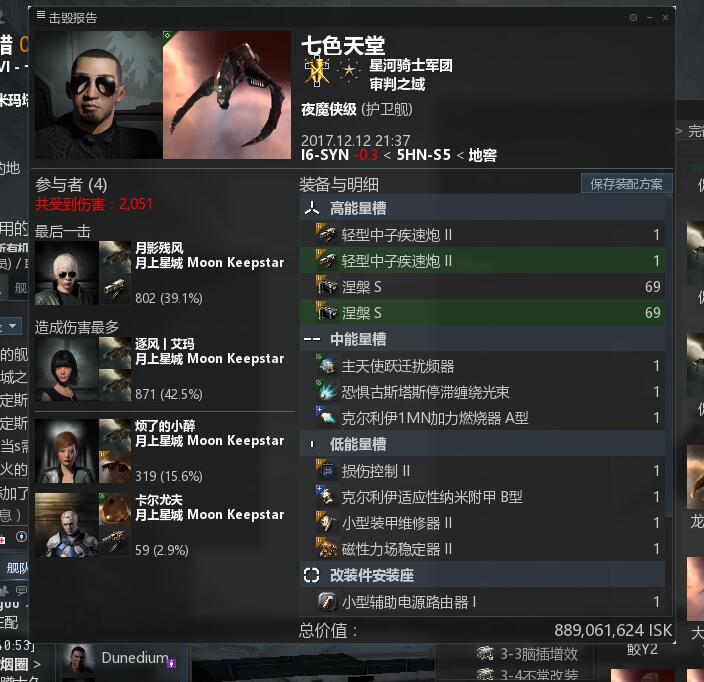 击毁报告
七色天堂
星河骑士军团
审判之域
夜魔侠级 (护卫舰)
2017.12.12 21:37
I6-SYN -0.3 < 5HN-S5 < 地窖
参与者 (4)
共受到伤害：2,051
最后一击
月影残风
月上星城 Moon Keepstar
802 (39.1%)
造成伤害最多
逐风丨艾玛
月上星城 Moon Keepstar
871 (42.5%)
烦了的小醉
月上星城 Moon Keepstar
319 (15.6%)
卡尔尤夫
月上星城 Moon Keepstar
59 (2.9%)
装备与明细
保存装配方案
高能量槽
轻型中子疾速炮 II 1
轻型中子疾速炮 II 1
涅槃 S 69
涅槃 S 69
中能量槽
主天使跃迁扰频器 1
恐惧古斯塔斯停滞缠绕光束 1
克尔利伊1MN加力燃烧器 A型 1
低能量槽
损伤控制 II 1
克尔利伊适应性纳米附甲 B型 1
小型装甲维修器 II 1
磁性力场稳定器 II 1
改装件安装座
小型辅助电源路由器 I 1
总价值： 889,061,624 ISK
Dunedium
3-3脑插增效
3-4不常改装
鲛Y2
烟圈 >
舰队